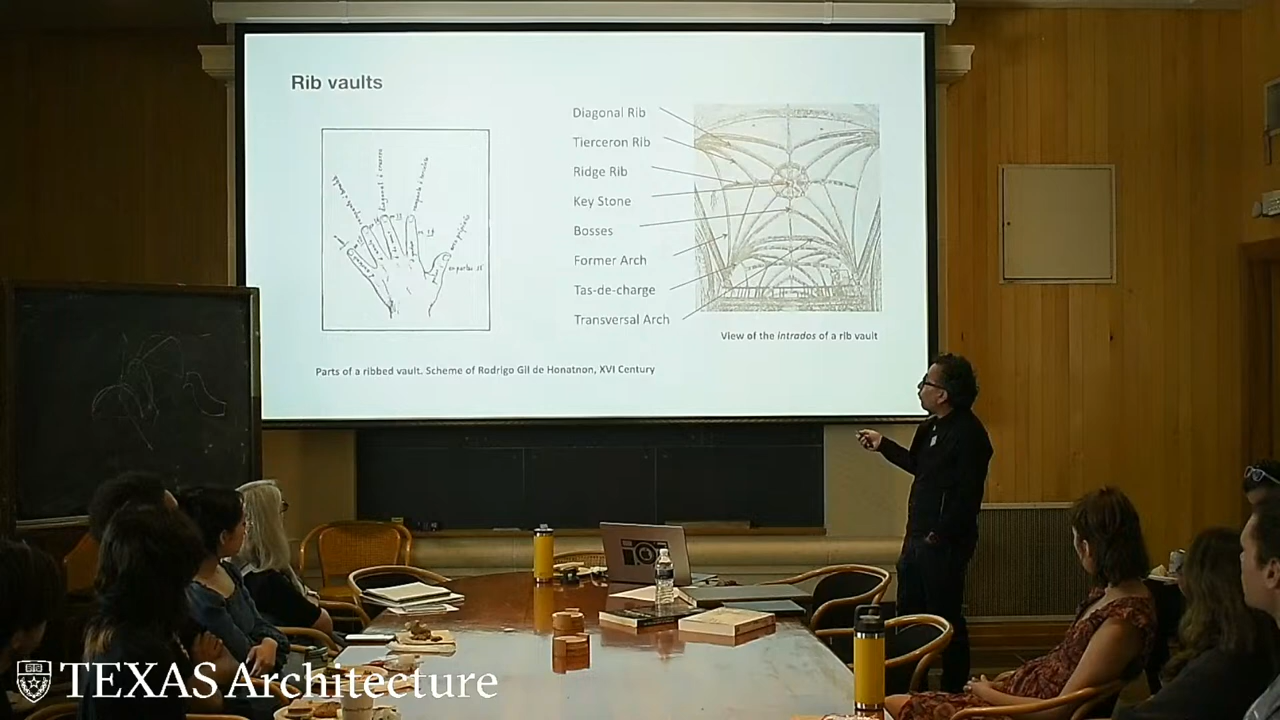 Rib vaults
Diagonal Rib
Tierceron Rib
Ridge Rib
Key Stone
Bosses
Former Arch
Tas-de-charge
Transversal Arch
View of the intrados of a rib vault
Parts of a ribbed vault. Scheme of Rodrigo Gil de Honatnon, XVI Century
TEXAS Architecture